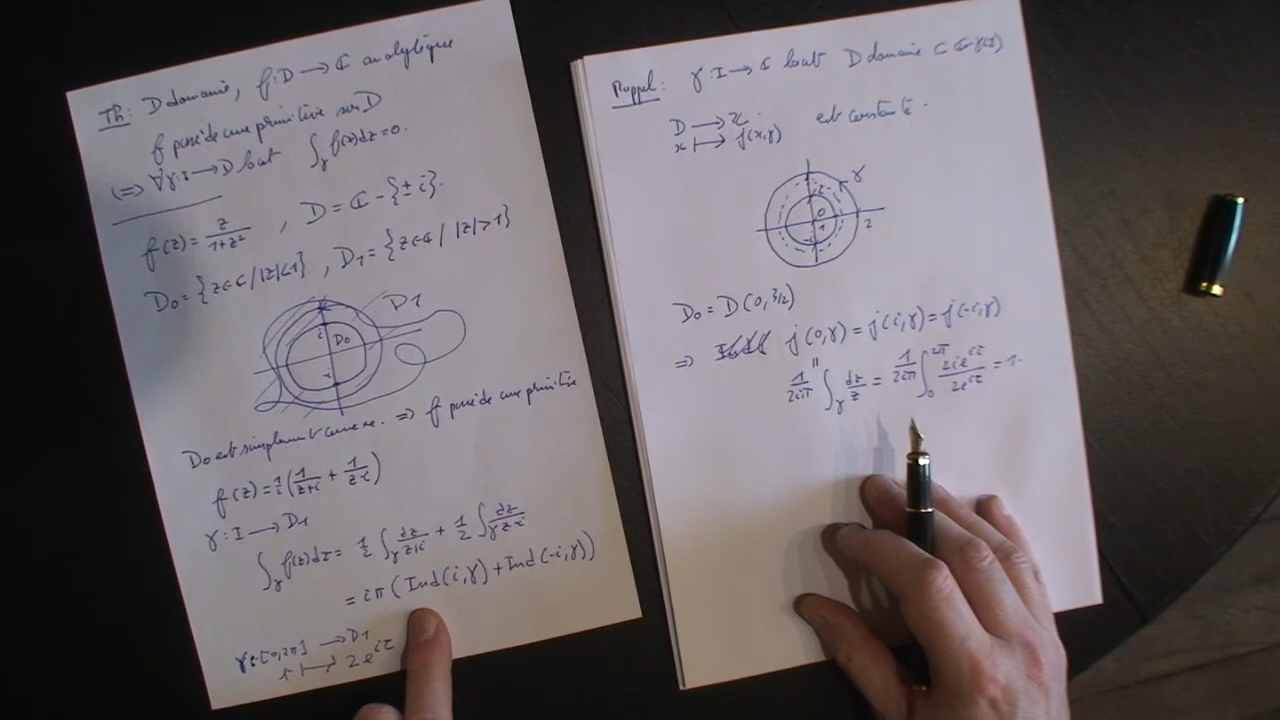 Th: D domaine, f: D → ℂ analytique
f possède une primitive sur D
<=> ∀γ: I → D lacet ∫_γ f(z)dz = 0.
f(z) = z/(1+z²) , D = ℂ - {± i}.
D₀ = {z∈ℂ / |z|<1} , D₁ = {z∈ℂ / |z|>1}
D₁
i D₀
-i
D₀ est simplement connexe. => f possède une primitive
f(z) = (1/z+i + 1/z-i)
γ: I → D₁
∫_γ f(z)dz = 1/2 ∫_γ dz/z+i + 1/2 ∫_γ dz/z-i
= iπ (Ind(i,γ) + Ind(-i,γ))
γ: [0,2π] → D₁
t ↦ 2e^{it}
Rappel: γ: I → ℂ lacet D domaine ⊂ ℂ-γ(I)
D → ℤ est constante.
x ↦ j(x,γ)
γ
i
0
1 2
-i
D₀ = D(0, 3/2)
=> j(0,γ) = j(i,γ) = j(-i,γ)
1/2iπ ∫_γ dz/z = 1/2iπ ∫_0^{2π} 2ie^{it}/2e^{it} = 1.